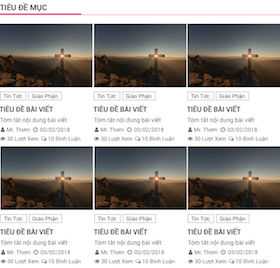 TIÊU ĐỀ MỤC
Tin Tức Giáo Phận Tin Tức Giáo Phận Tin Tức Giáo Phận
TIÊU ĐỀ BÀI VIẾT TIÊU ĐỀ BÀI VIẾT TIÊU ĐỀ BÀI VIẾT
Tóm tắt nội dung bài viết Tóm tắt nội dung bài viết Tóm tắt nội dung bài viết
Mr. Thơm 03/02/2018 Mr. Thơm 03/02/2018 Mr. Thơm 03/02/2018
30 Lượt Xem 10 Bình Luận 30 Lượt Xem 10 Bình Luận 30 Lượt Xem 10 Bình Luận
Tin Tức Giáo Phận Tin Tức Giáo Phận Tin Tức Giáo Phận
TIÊU ĐỀ BÀI VIẾT TIÊU ĐỀ BÀI VIẾT TIÊU ĐỀ BÀI VIẾT
Tóm tắt nội dung bài viết Tóm tắt nội dung bài viết Tóm tắt nội dung bài viết
Mr. Thơm 03/02/2018 Mr. Thơm 03/02/2018 Mr. Thơm 03/02/2018
30 Lượt Xem 10 Bình Luận 30 Lượt Xem 10 Bình Luận 30 Lượt Xem 10 Bình Luận